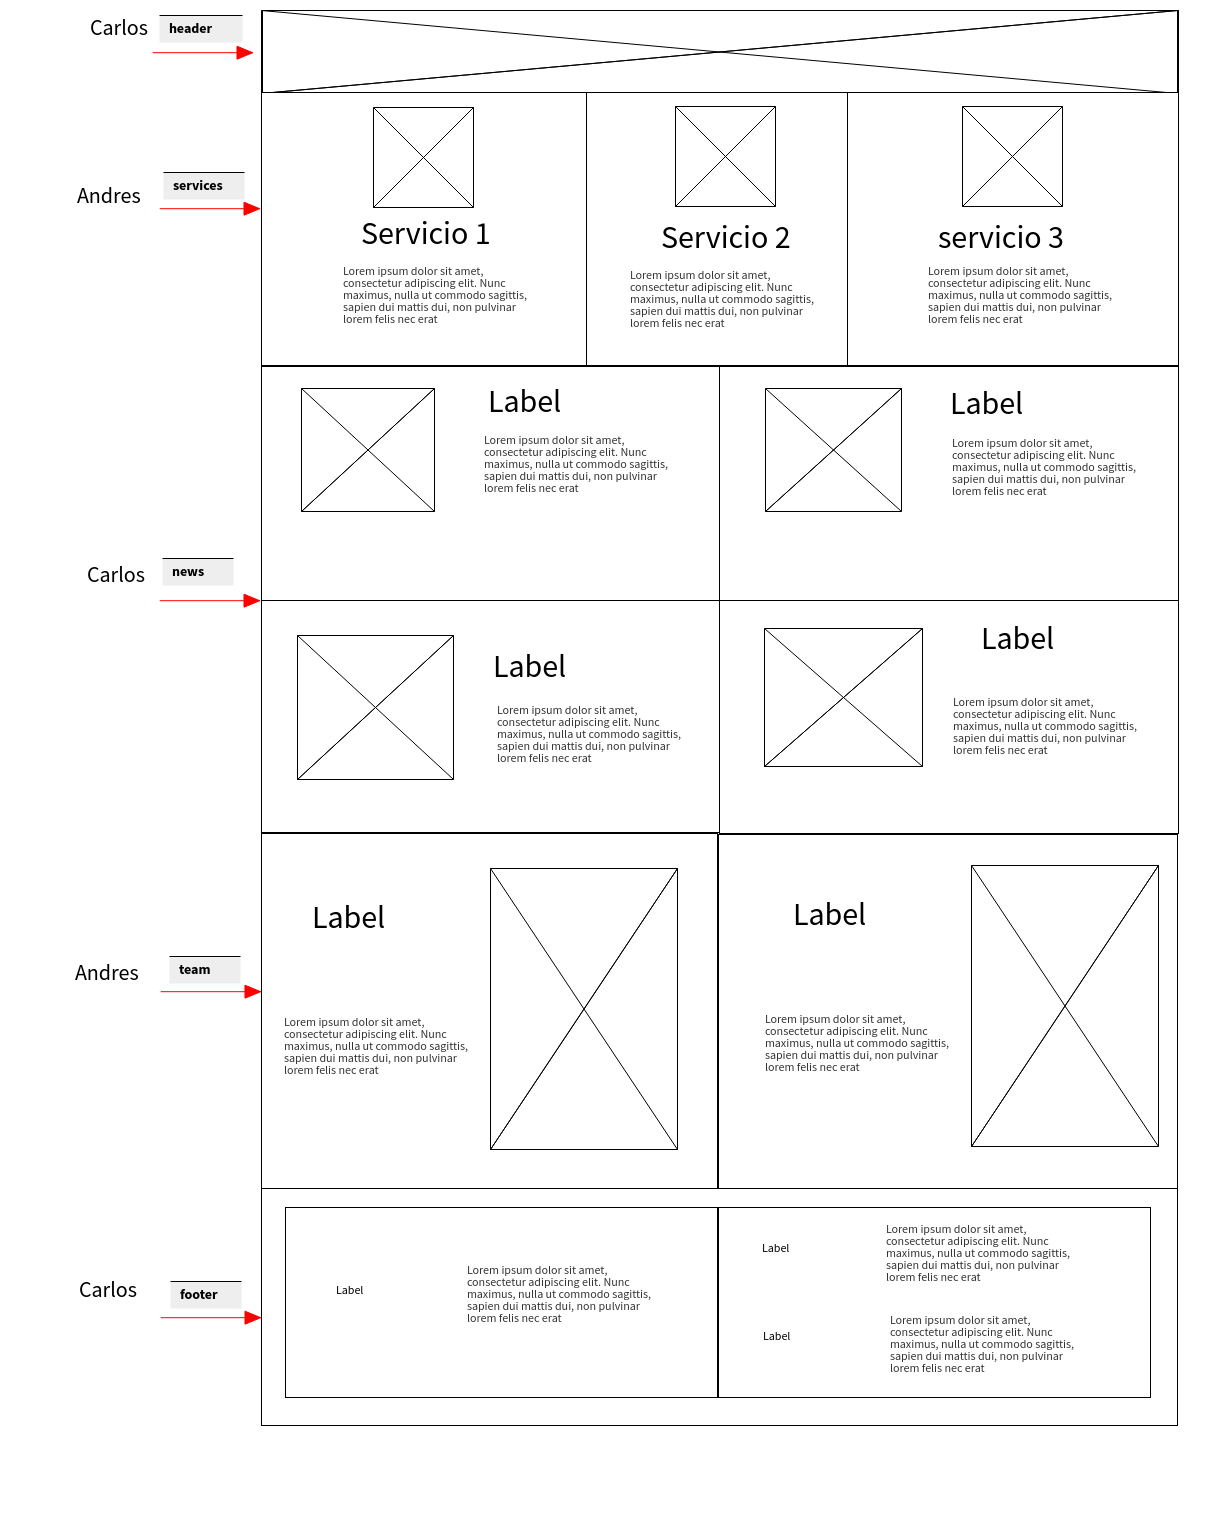 Carlos
header
Andres
services
Servicio 1
Lorem ipsum dolor sit amet,
consectetur adipiscing elit. Nunc
maximus, nulla ut commodo sagittis,
sapien dui mattis dui, non pulvinar
lorem felis nec erat
Servicio 2
Lorem ipsum dolor sit amet,
consectetur adipiscing elit. Nunc
maximus, nulla ut commodo sagittis,
sapien dui mattis dui, non pulvinar
lorem felis nec erat
servicio 3
Lorem ipsum dolor sit amet,
consectetur adipiscing elit. Nunc
maximus, nulla ut commodo sagittis,
sapien dui mattis dui, non pulvinar
lorem felis nec erat
Carlos
news
Label
Lorem ipsum dolor sit amet,
consectetur adipiscing elit. Nunc
maximus, nulla ut commodo sagittis,
sapien dui mattis dui, non pulvinar
lorem felis nec erat
Label
Lorem ipsum dolor sit amet,
consectetur adipiscing elit. Nunc
maximus, nulla ut commodo sagittis,
sapien dui mattis dui, non pulvinar
lorem felis nec erat
Label
Lorem ipsum dolor sit amet,
consectetur adipiscing elit. Nunc
maximus, nulla ut commodo sagittis,
sapien dui mattis dui, non pulvinar
lorem felis nec erat
Label
Lorem ipsum dolor sit amet,
consectetur adipiscing elit. Nunc
maximus, nulla ut commodo sagittis,
sapien dui mattis dui, non pulvinar
lorem felis nec erat
Andres
team
Label
Lorem ipsum dolor sit amet,
consectetur adipiscing elit. Nunc
maximus, nulla ut commodo sagittis,
sapien dui mattis dui, non pulvinar
lorem felis nec erat
Label
Lorem ipsum dolor sit amet,
consectetur adipiscing elit. Nunc
maximus, nulla ut commodo sagittis,
sapien dui mattis dui, non pulvinar
lorem felis nec erat
Carlos
footer
Label
Lorem ipsum dolor sit amet,
consectetur adipiscing elit. Nunc
maximus, nulla ut commodo sagittis,
sapien dui mattis dui, non pulvinar
lorem felis nec erat
Label
Lorem ipsum dolor sit amet,
consectetur adipiscing elit. Nunc
maximus, nulla ut commodo sagittis,
sapien dui mattis dui, non pulvinar
lorem felis nec erat
Label
Lorem ipsum dolor sit amet,
consectetur adipiscing elit. Nunc
maximus, nulla ut commodo sagittis,
sapien dui mattis dui, non pulvinar
lorem felis nec erat